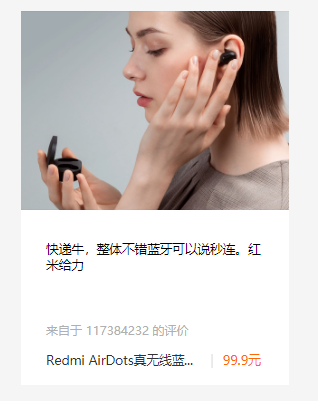 快递牛，整体不错蓝牙可以说秒连。红
米给力
来自于 117384232 的评价
Redmi AirDots真无线蓝...
99.9元